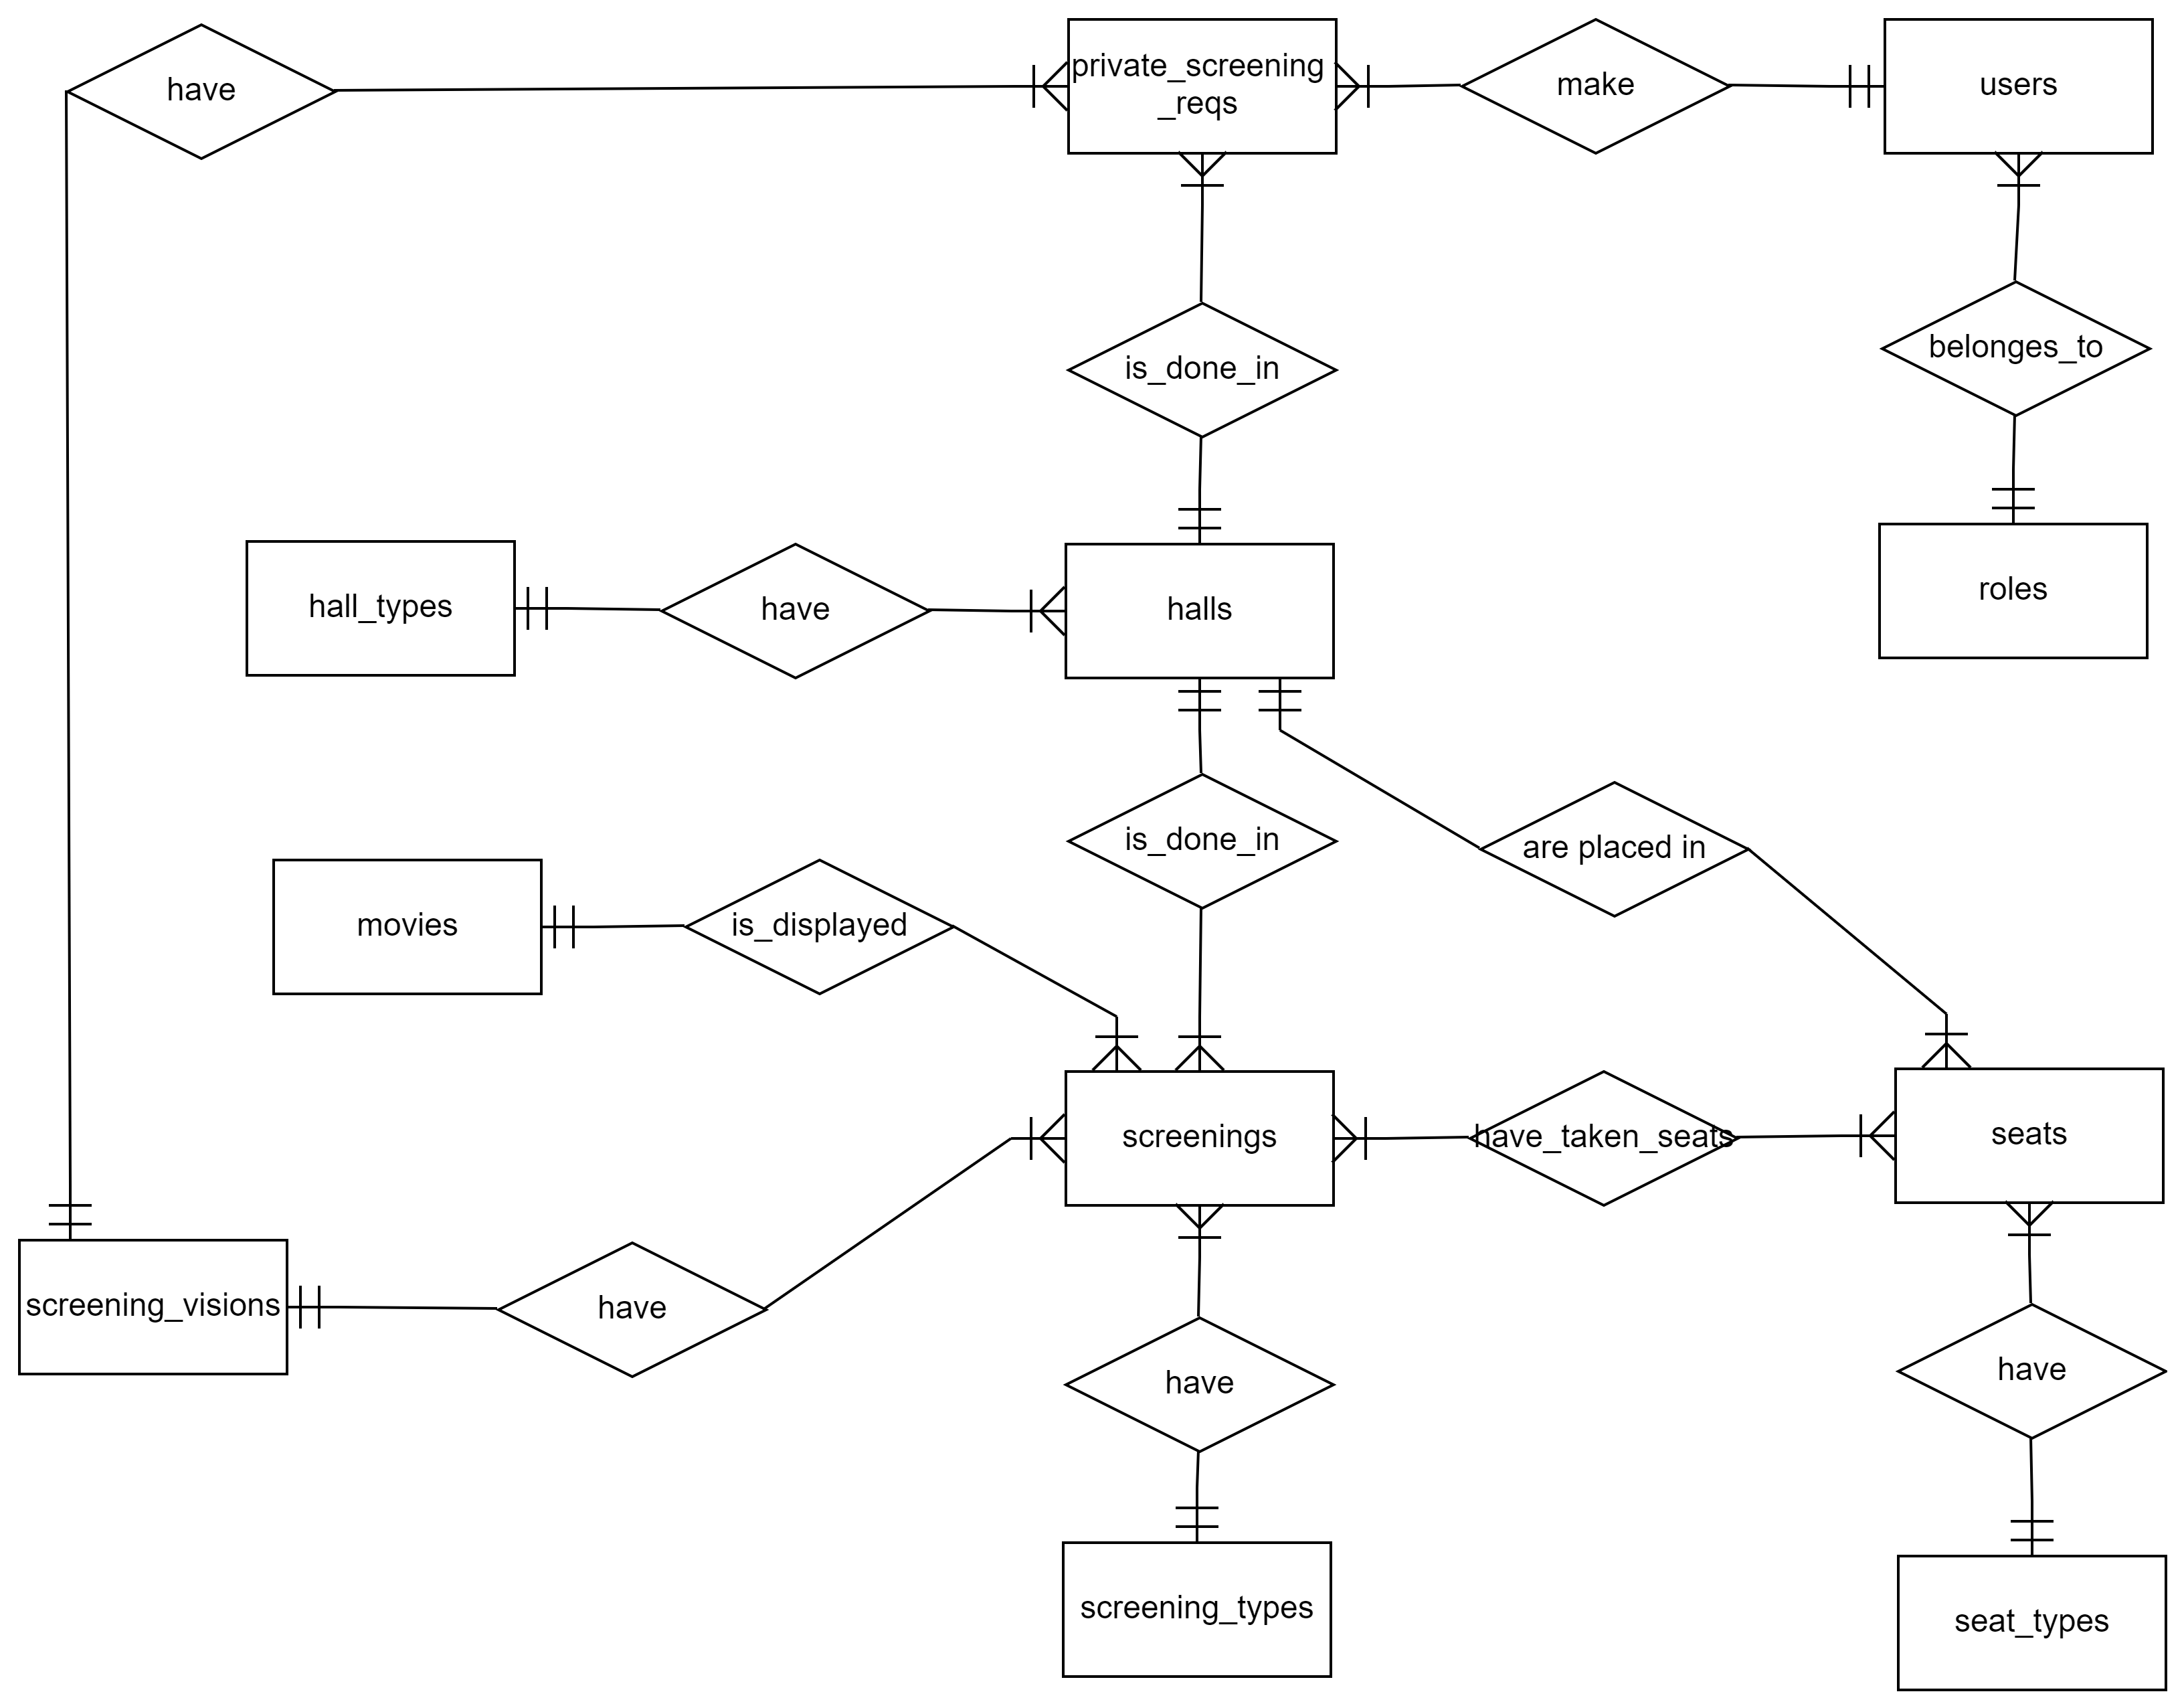 have
private_screening
_reqs
make
users
belonges_to
is_done_in
hall_types
have
halls
roles
is_done_in
are placed in
movies
is_displayed
screenings
have_taken_seats
seats
screening_visions
have
have
have
screening_types
seat_types